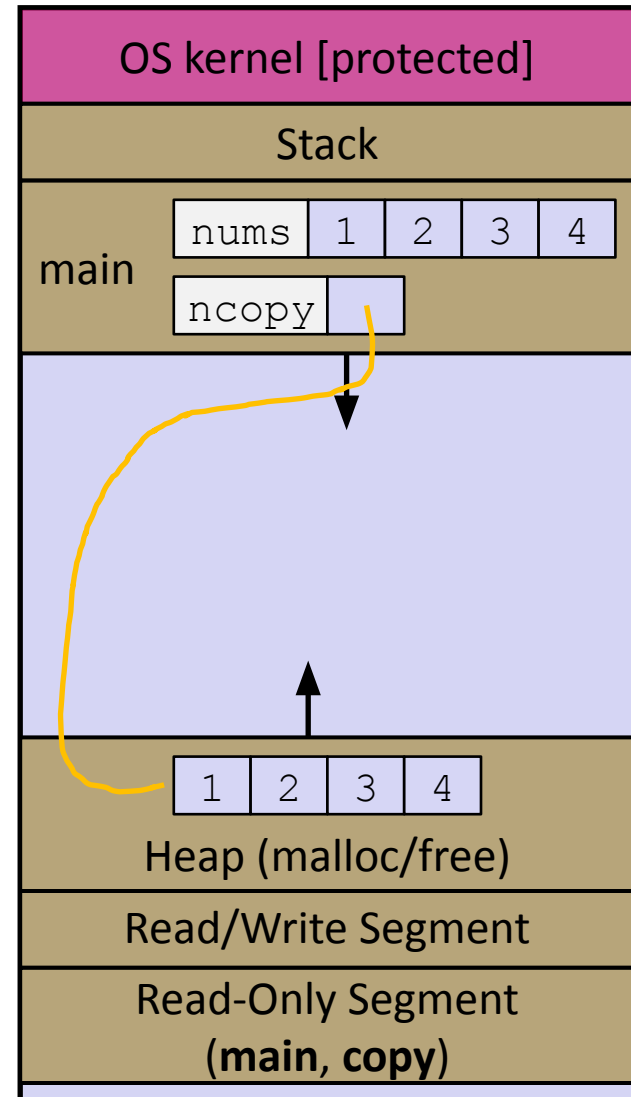 OS kernel [protected]
Stack
main
nums 1 2 3 4
ncopy
1 2 3 4
Heap (malloc/free)
Read/Write Segment
Read-Only Segment
(main, copy)